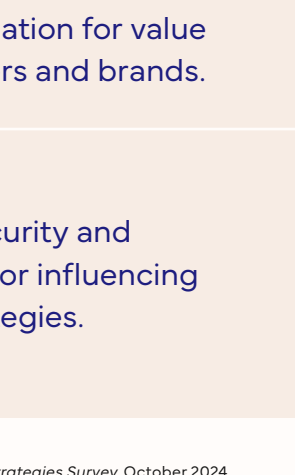 ation for value
rs and brands.
curity and
or influencing
egies.
trategies Survey, October 2024